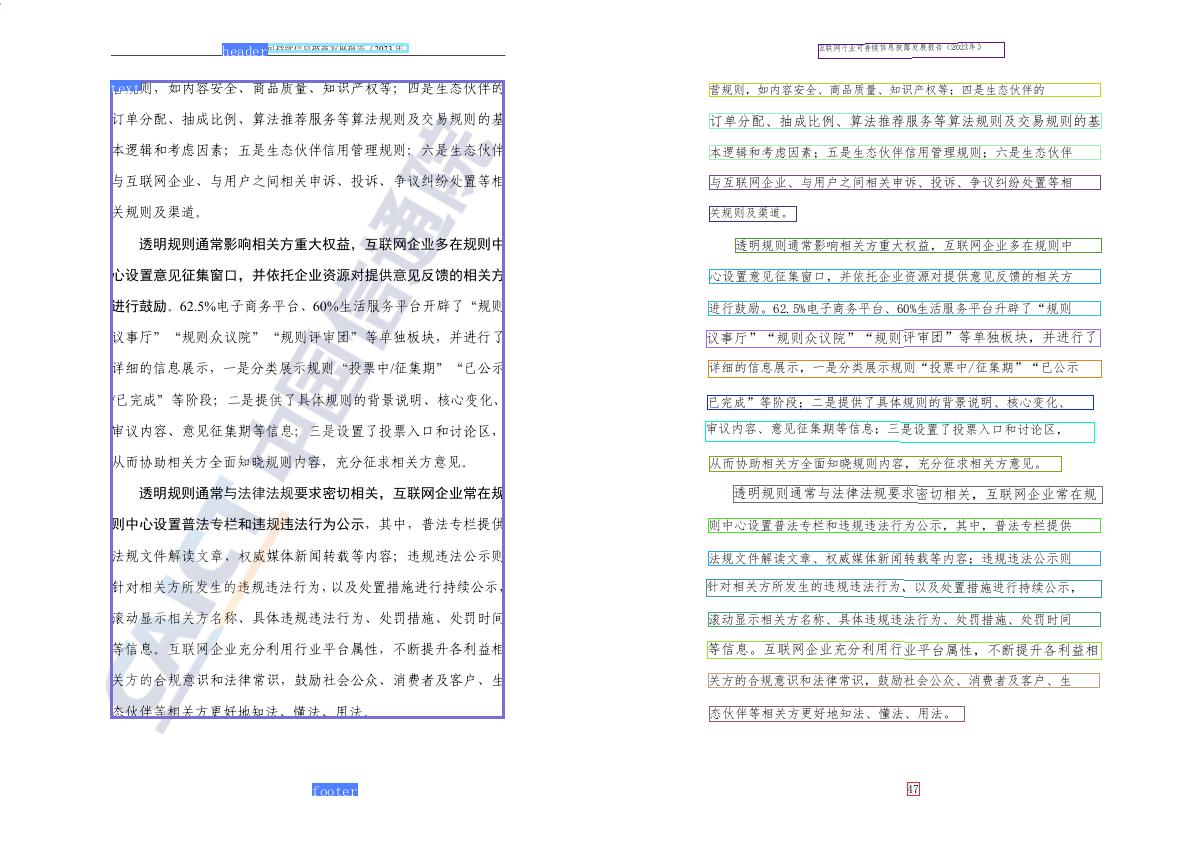 header
可持续信息披露发展报告（2023年
text
营规则，如内容安全、商品质量、知识产权等；四是生态伙伴的
订单分配、抽成比例、算法推荐服务等算法规则及交易规则的基
本逻辑和考虑因素；五是生态伙伴信用管理规则；六是生态伙伴
与互联网企业、与用户之间相关申诉、投诉、争议纠纷处置等相
关规则及渠道。
透明规则通常影响相关方重大权益，互联网企业多在规则中
心设置意见征集窗口，并依托企业资源对提供意见反馈的相关方
进行鼓励。62.5%电子商务平台、60%生活服务平台开辟了“规则
议事厅”“规则众议院”“规则评审团”等单独板块，并进行了
详细的信息展示，一是分类展示规则“投票中/征集期”“已公示
/已完成”等阶段；二是提供了具体规则的背景说明、核心变化、
审议内容、意见征集期等信息；三是设置了投票入口和讨论区，
从而协助相关方全面知晓规则内容，充分征求相关方意见。
透明规则通常与法律法规要求密切相关，互联网企业常在规
则中心设置普法专栏和违规违法行为公示，其中，普法专栏提供
法规文件解读文章、权威媒体新闻转载等内容；违规违法公示则
针对相关方所发生的违规违法行为，以及处置措施进行持续公示，
滚动显示相关方名称、具体违规违法行为、处罚措施、处罚时间
等信息。互联网企业充分利用行业平台属性，不断提升各利益相
关方的合规意识和法律常识，鼓励社会公众、消费者及客户、生
态伙伴等相关方更好地知法、懂法、用法。
CAICT 中国信通院
footer
互联网行业可持续信息披露发展报告（2023年）
营规则，如内容安全、商品质量、知识产权等；四是生态伙伴的
订单分配、抽成比例、算法推荐服务等算法规则及交易规则的基
本逻辑和考虑因素；五是生态伙伴信用管理规则；六是生态伙伴
与互联网企业、与用户之间相关申诉、投诉、争议纠纷处置等相
关规则及渠道。
透明规则通常影响相关方重大权益，互联网企业多在规则中
心设置意见征集窗口，并依托企业资源对提供意见反馈的相关方
进行鼓励。62.5%电子商务平台、60%生活服务平台开辟了“规则
议事厅”“规则众议院”“规则评审团”等单独板块，并进行了
详细的信息展示，一是分类展示规则“投票中/征集期”“已公示
已完成”等阶段；二是提供了具体规则的背景说明、核心变化、
审议内容、意见征集期等信息；三是设置了投票入口和讨论区，
从而协助相关方全面知晓规则内容，充分征求相关方意见。
透明规则通常与法律法规要求密切相关，互联网企业常在规
则中心设置普法专栏和违规违法行为公示，其中，普法专栏提供
法规文件解读文章、权威媒体新闻转载等内容；违规违法公示则
针对相关方所发生的违规违法行为，以及处置措施进行持续公示，
滚动显示相关方名称、具体违规违法行为、处罚措施、处罚时间
等信息。互联网企业充分利用行业平台属性，不断提升各利益相
关方的合规意识和法律常识，鼓励社会公众、消费者及客户、生
态伙伴等相关方更好地知法、懂法、用法。
47